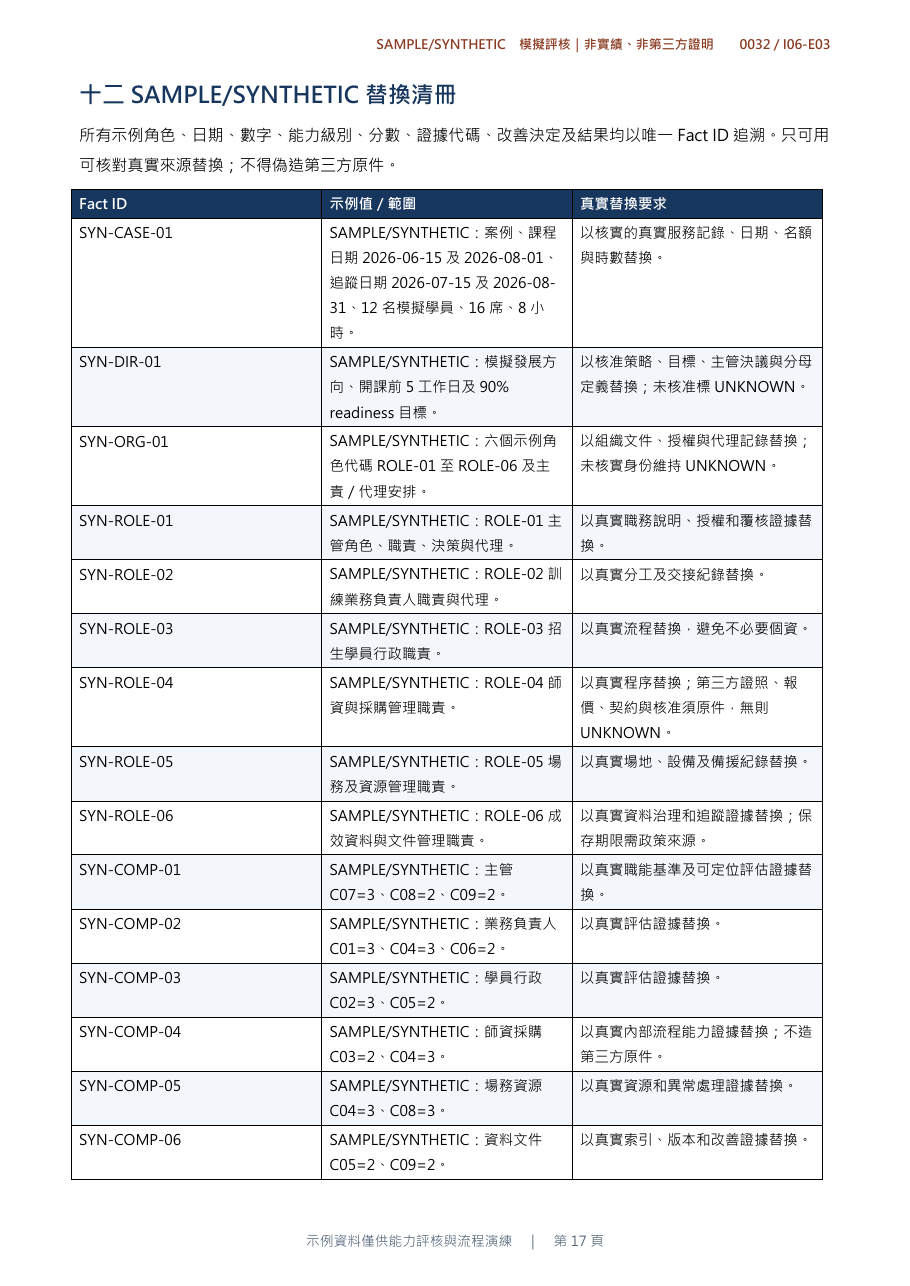 SAMPLE/SYNTHETIC 模擬評核｜非實績、非第三方證明 0032 / I06-E03
十二 SAMPLE/SYNTHETIC 替換清冊
所有示例角色、日期、數字、能力級別、分數、證據代碼、改善決定及結果均以唯一 Fact ID 追溯。只可用
可核對真實來源替換；不得偽造第三方原件。
Fact ID 示例值 / 範圍 真實替換要求
SYN-CASE-01 SAMPLE/SYNTHETIC：案例、課程 以核實的真實服務記錄、日期、名額
日期 2026-06-15 及 2026-08-01、 與時數替換。
追蹤日期 2026-07-15 及 2026-08-
31、12 名模擬學員、16 席、8 小
時。
SYN-DIR-01 SAMPLE/SYNTHETIC：模擬發展方 以核准策略、目標、主管決議與分母
向、開課前 5 工作日及 90% 定義替換；未核准標 UNKNOWN。
readiness 目標。
SYN-ORG-01 SAMPLE/SYNTHETIC：六個示例角 以組織文件、授權與代理記錄替換；
色代碼 ROLE-01 至 ROLE-06 及主 未核實身份維持 UNKNOWN。
責 / 代理安排。
SYN-ROLE-01 SAMPLE/SYNTHETIC：ROLE-01 主 以真實職務說明、授權和覆核證據替
管角色、職責、決策與代理。 換。
SYN-ROLE-02 SAMPLE/SYNTHETIC：ROLE-02 訓 以真實分工及交接紀錄替換。
練業務負責人職責與代理。
SYN-ROLE-03 SAMPLE/SYNTHETIC：ROLE-03 招 以真實流程替換，避免不必要個資。
生學員行政職責。
SYN-ROLE-04 SAMPLE/SYNTHETIC：ROLE-04 師 以真實程序替換；第三方證照、報
資與採購管理職責。 價、契約與核准須原件，無則
UNKNOWN。
SYN-ROLE-05 SAMPLE/SYNTHETIC：ROLE-05 場 以真實場地、設備及備援紀錄替換。
務及資源管理職責。
SYN-ROLE-06 SAMPLE/SYNTHETIC：ROLE-06 成 以真實資料治理和追蹤證據替換；保
效資料與文件管理職責。 存期限需政策來源。
SYN-COMP-01 SAMPLE/SYNTHETIC：主管 以真實職能基準及可定位評估證據替
C07=3、C08=2、C09=2。 換。
SYN-COMP-02 SAMPLE/SYNTHETIC：業務負責人 以真實評估證據替換。
C01=3、C04=3、C06=2。
SYN-COMP-03 SAMPLE/SYNTHETIC：學員行政 以真實評估證據替換。
C02=3、C05=2。
SYN-COMP-04 SAMPLE/SYNTHETIC：師資採購 以真實內部流程能力證據替換；不造
C03=2、C04=3。 第三方原件。
SYN-COMP-05 SAMPLE/SYNTHETIC：場務資源 以真實資源和異常處理證據替換。
C04=3、C08=3。
SYN-COMP-06 SAMPLE/SYNTHETIC：資料文件 以真實索引、版本和改善證據替換。
C05=2、C09=2。
示例資料僅供能力評核與流程演練 ｜ 第 17 頁